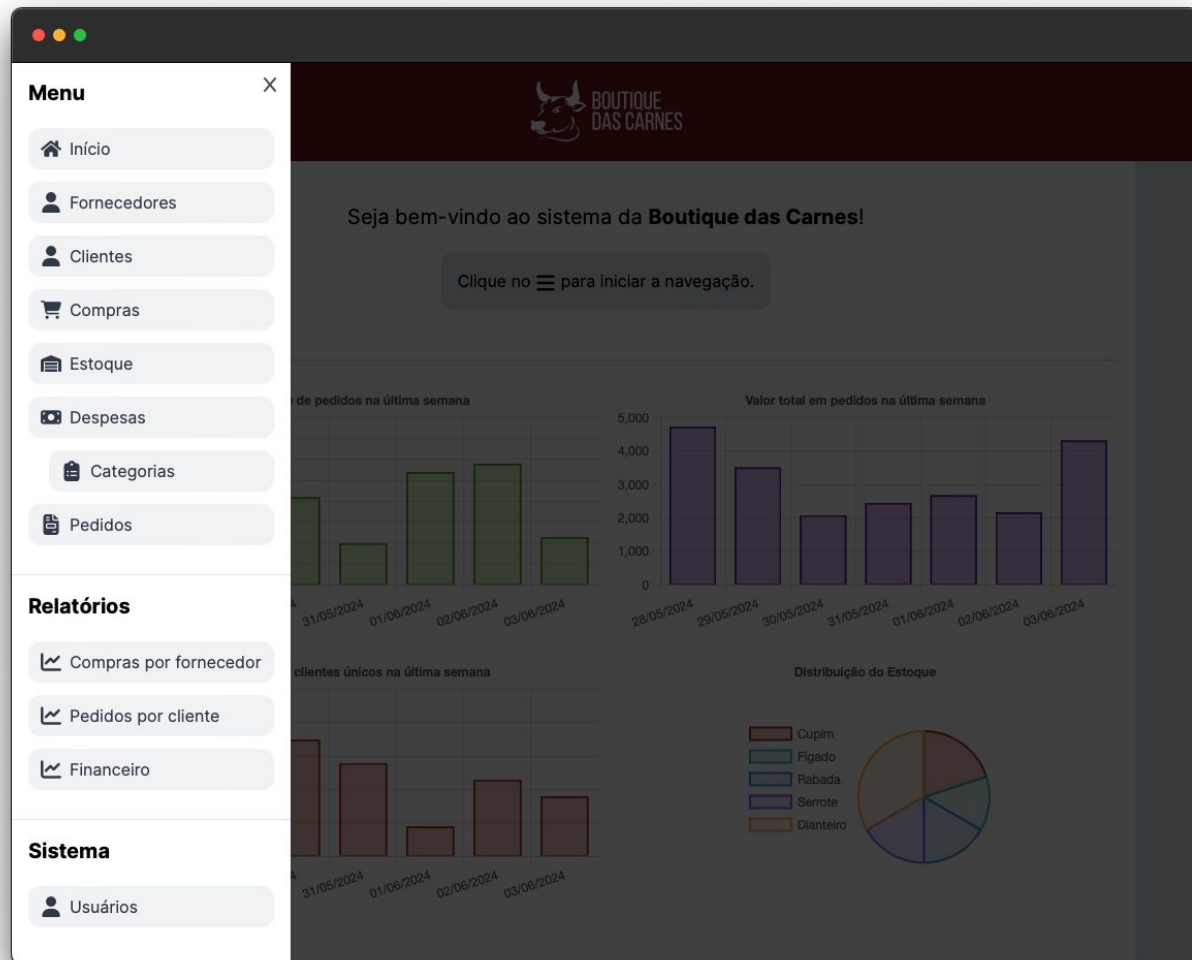 Menu
X
Início
Fornecedores
Clientes
Compras
Estoque
Despesas
Categorias
Pedidos
Relatórios
Compras por fornecedor
Pedidos por cliente
Financeiro
Sistema
Usuários
BOUTIQUE
DAS CARNES
Seja bem-vindo ao sistema da Boutique das Carnes!
Clique no ☰ para iniciar a navegação.
de pedidos na última semana
31/05/2024
01/06/2024
02/06/2024
03/06/2024
Valor total em pedidos na última semana
5,000
4,000
3,000
2,000
1,000
0
28/05/2024
29/05/2024
30/05/2024
31/05/2024
01/06/2024
02/06/2024
03/06/2024
clientes únicos na última semana
31/05/2024
01/06/2024
02/06/2024
03/06/2024
Distribuição do Estoque
Cupim
Fígado
Rabada
Serrote
Dianteiro